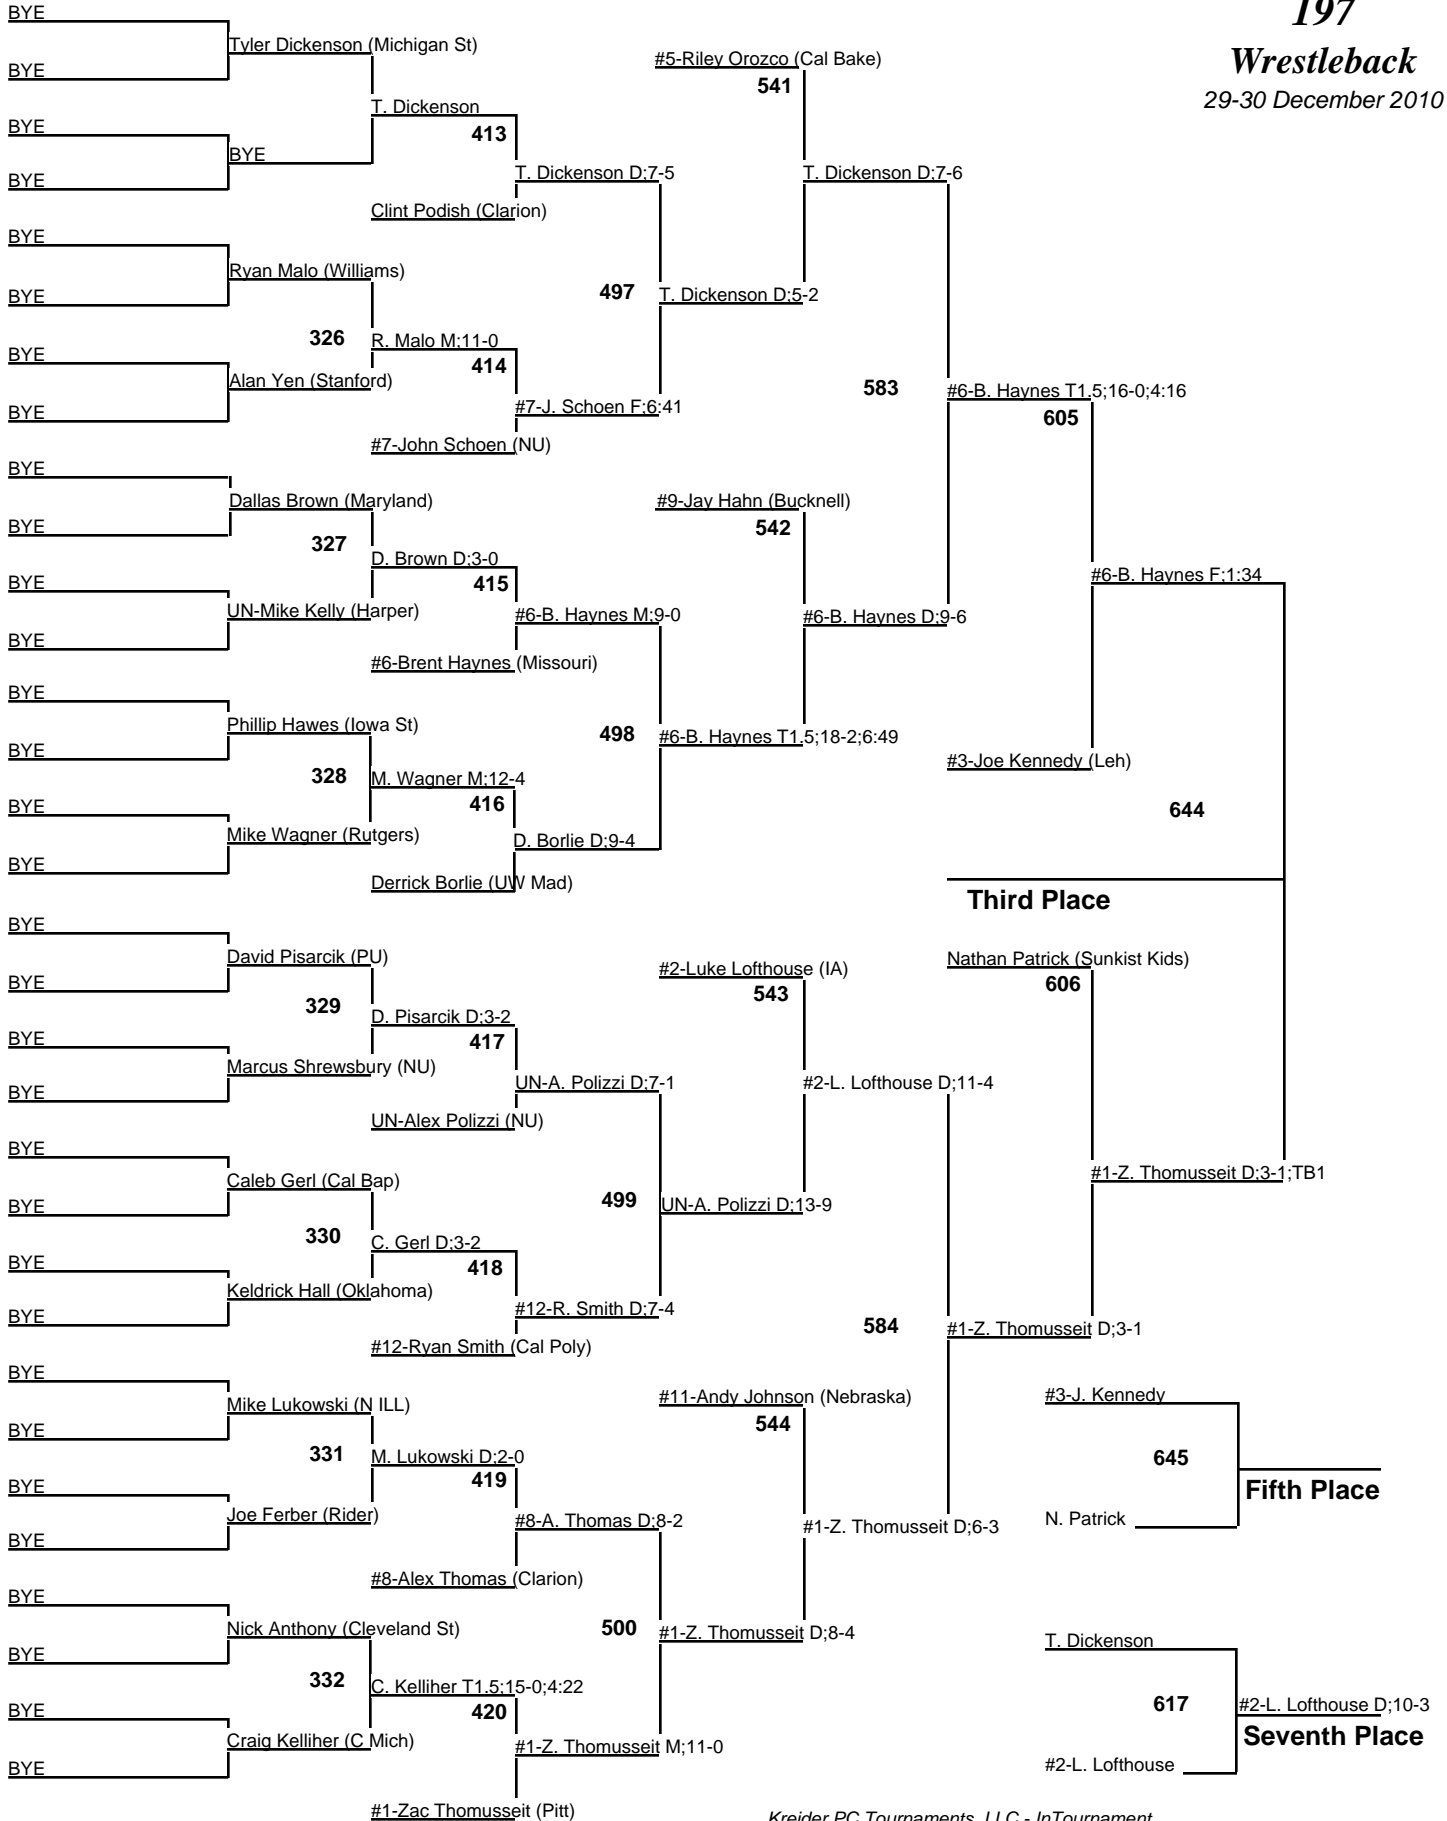 197
Wrestleback
29-30 December 2010
BYE
Tyler Dickenson (Michigan St)
#5-Riley Orozco (Cal Bake)
BYE
541
T. Dickenson
BYE
413
BYE
T. Dickenson D;7-5
T. Dickenson D;7-6
BYE
Clint Podish (Clarion)
BYE
Ryan Malo (Williams)
497
T. Dickenson D;5-2
BYE
326
R. Malo M;11-0
BYE
414
Alan Yen (Stanford)
583
#6-B. Haynes T1.5;16-0;4:16
BYE
#7-J. Schoen F;6:41
605
#7-John Schoen (NU)
BYE
Dallas Brown (Maryland)
#9-Jay Hahn (Bucknell)
BYE
542
327
D. Brown D;3-0
BYE
415
#6-B. Haynes F;1:34
UN-Mike Kelly (Harper)
#6-B. Haynes M;9-0
#6-B. Haynes D;9-6
BYE
#6-Brent Haynes (Missouri)
BYE
Phillip Hawes (Iowa St)
498
#6-B. Haynes T1.5;18-2;6:49
BYE
#3-Joe Kennedy (Leh)
328
M. Wagner M;12-4
BYE
416
644
Mike Wagner (Rutgers)
D. Borlie D;9-4
BYE
Derrick Borlie (UW Mad)
Third Place
BYE
David Pisarcik (PU)
#2-Luke Lofthouse (IA)
Nathan Patrick (Sunkist Kids)
BYE
543
606
329
D. Pisarcik D;3-2
BYE
417
Marcus Shrewsbury (NU)
UN-A. Polizzi D;7-1
#2-L. Lofthouse D;11-4
BYE
UN-Alex Polizzi (NU)
BYE
Caleb Gerl (Cal Bap)
#1-Z. Thomusseit D;3-1;TB1
499
UN-A. Polizzi D;13-9
BYE
330
C. Gerl D;3-2
BYE
418
Keldrick Hall (Oklahoma)
#12-R. Smith D;7-4
BYE
584
#1-Z. Thomusseit D;3-1
#12-Ryan Smith (Cal Poly)
BYE
Mike Lukowski (N ILL)
#11-Andy Johnson (Nebraska)
#3-J. Kennedy
BYE
544
331
M. Lukowski D;2-0
645
BYE
419
Fifth Place
Joe Ferber (Rider)
#8-A. Thomas D;8-2
#1-Z. Thomusseit D;6-3
N. Patrick
BYE
#8-Alex Thomas (Clarion)
BYE
Nick Anthony (Cleveland St)
500
#1-Z. Thomusseit D;8-4
T. Dickenson
BYE
332
C. Kelliher T1.5;15-0;4:22
617
#2-L. Lofthouse D;10-3
BYE
420
Craig Kelliher (C Mich)
#1-Z. Thomusseit M;11-0
Seventh Place
BYE
#2-L. Lofthouse
#1-Zac Thomusseit (Pitt)
Kreider PC Tournaments, LLC - InTournament